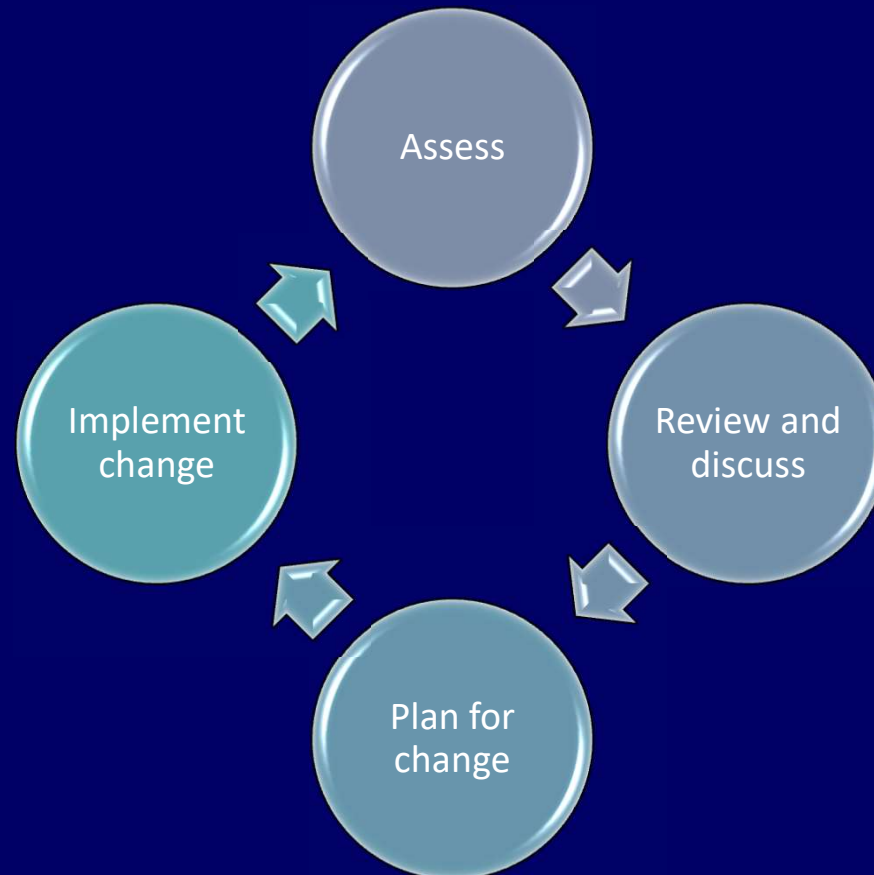 Assess
Review and
discuss
Plan for
change
Implement
change